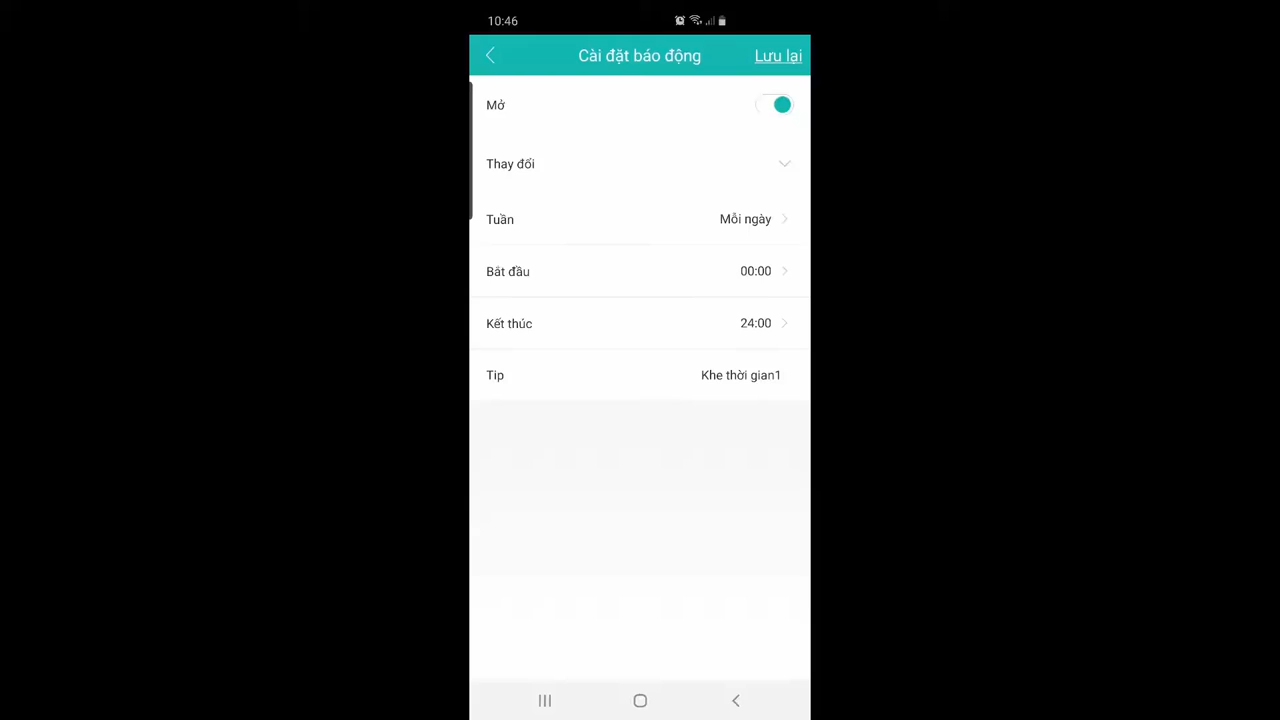 10:46
Cài đặt báo động Lưu lại
Mở
Thay đổi
Tuần Mỗi ngày
Bắt đầu 00:00
Kết thúc 24:00
Tip Khe thời gian1